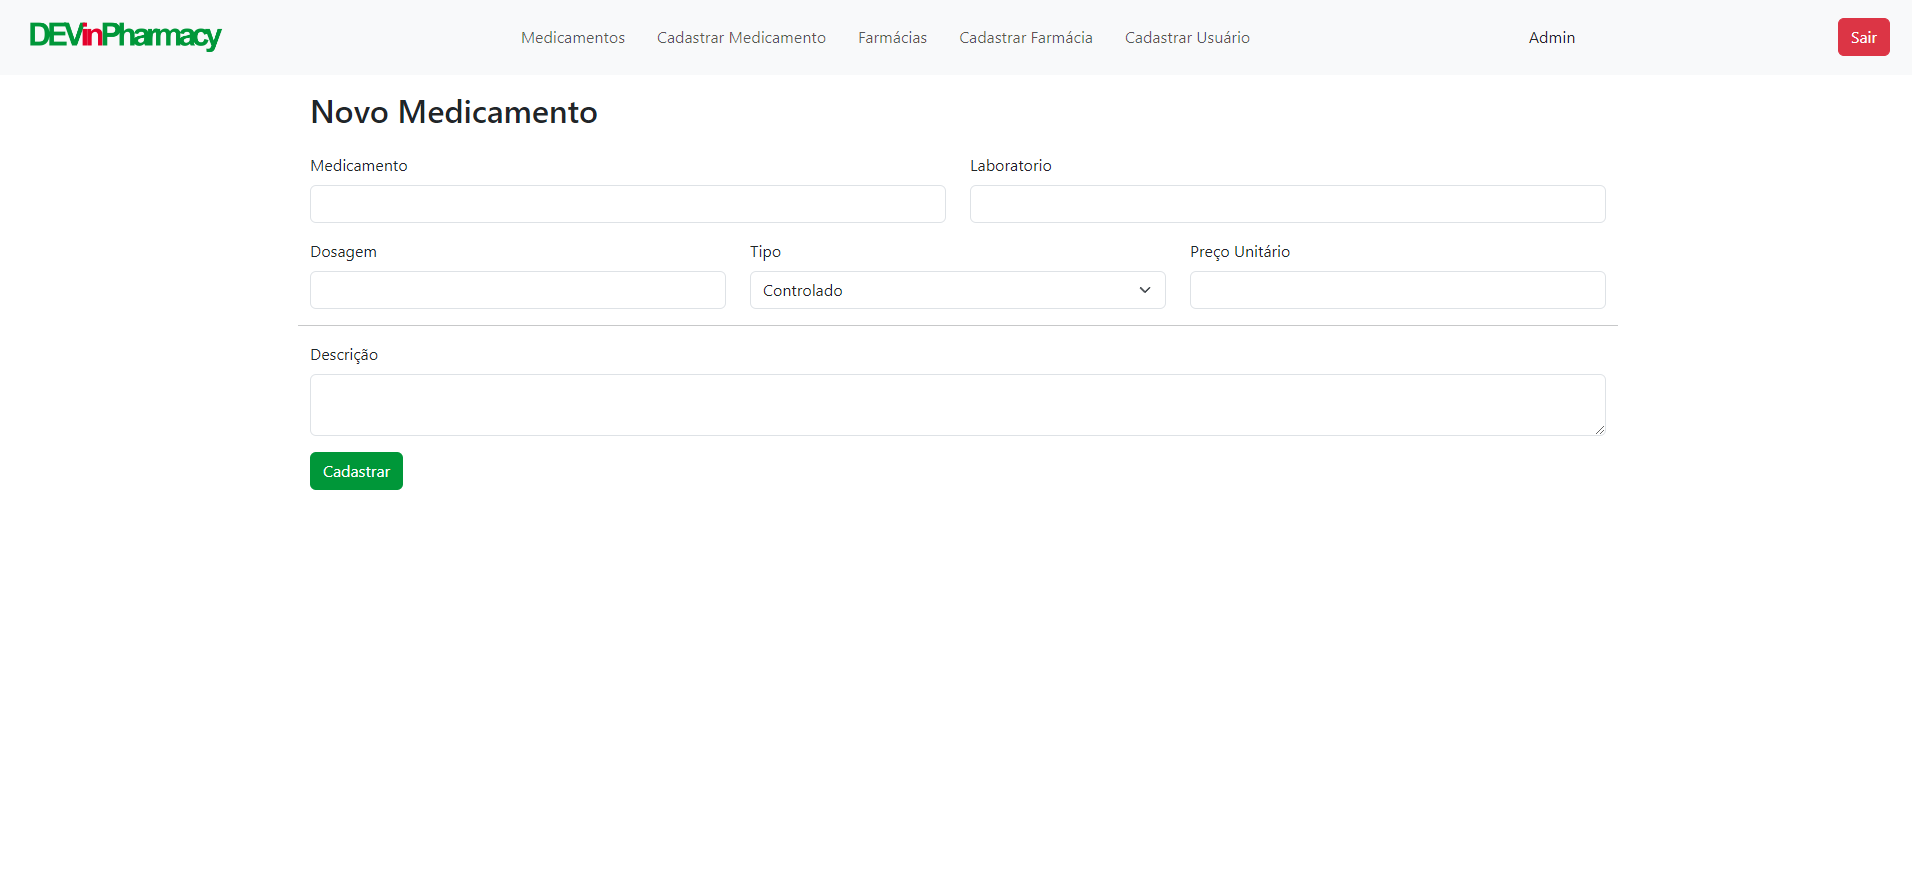 DEVinPharmacy Medicamentos Cadastrar Medicamento Farmácias Cadastrar Farmácia Cadastrar Usuário Admin Sair
Novo Medicamento
Medicamento Laboratorio
Dosagem Tipo Preço Unitário
Controlado
Descrição
Cadastrar